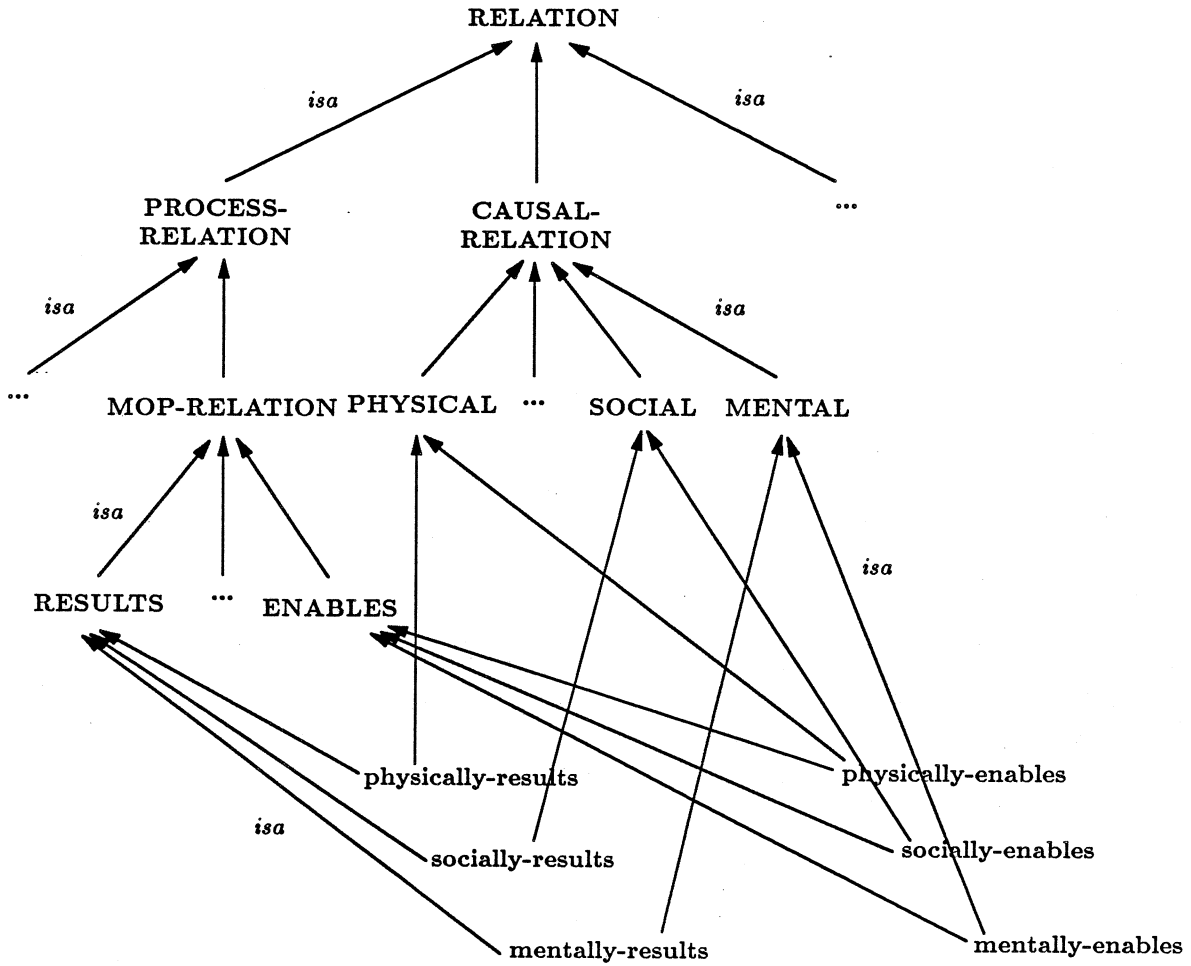 RELATION
isa
isa
PROCESS-
RELATION
CAUSAL-
RELATION
...
isa
isa
...
MOP-RELATION
PHYSICAL
...
SOCIAL
MENTAL
isa
isa
RESULTS
...
ENABLES
physically-results
physically-enables
isa
socially-results
socially-enables
mentally-results
mentally-enables